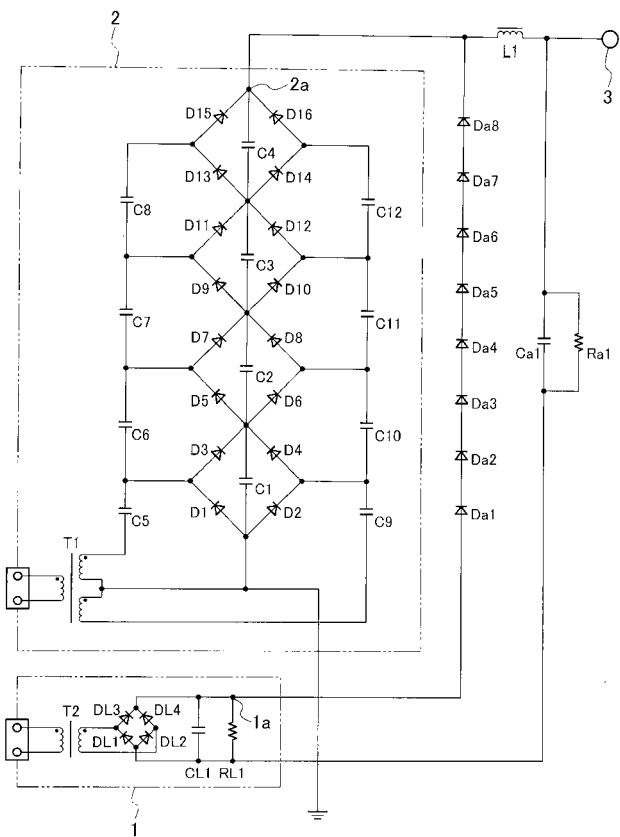 2
L1
3
2a
D15
D16
C4
Da8
D13
D14
Da7
C8
C12
D11
D12
Da6
C3
D9
D10
Da5
C7
C11
D7
D8
Da4
Ca1
Ra1
C2
D5
D6
Da3
C6
C10
D3
D4
Da2
C1
D1
D2
Da1
C5
C9
T1
T2
DL3
DL4
1a
DL1
DL2
CL1
RL1
1